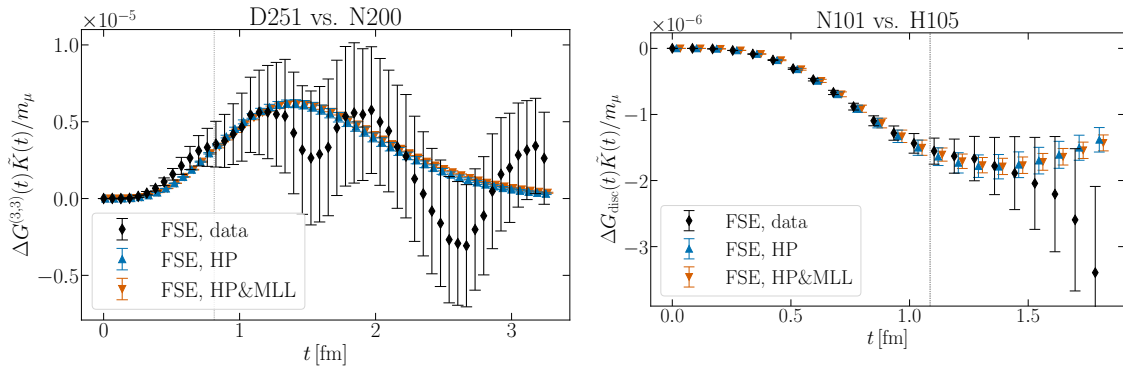 D251 vs. N200
×10⁻⁵
1.0
0.5
0.0
−0.5
ΔG^(3,3)(t)K̃(t)/m_μ
FSE, data
FSE, HP
FSE, HP&MLL
0
1
2
3
t [fm]
N101 vs. H105
×10⁻⁶
0
−1
−2
−3
ΔG_disc(t)K̃(t)/m_μ
FSE, data
FSE, HP
FSE, HP&MLL
0.0
0.5
1.0
1.5
t [fm]